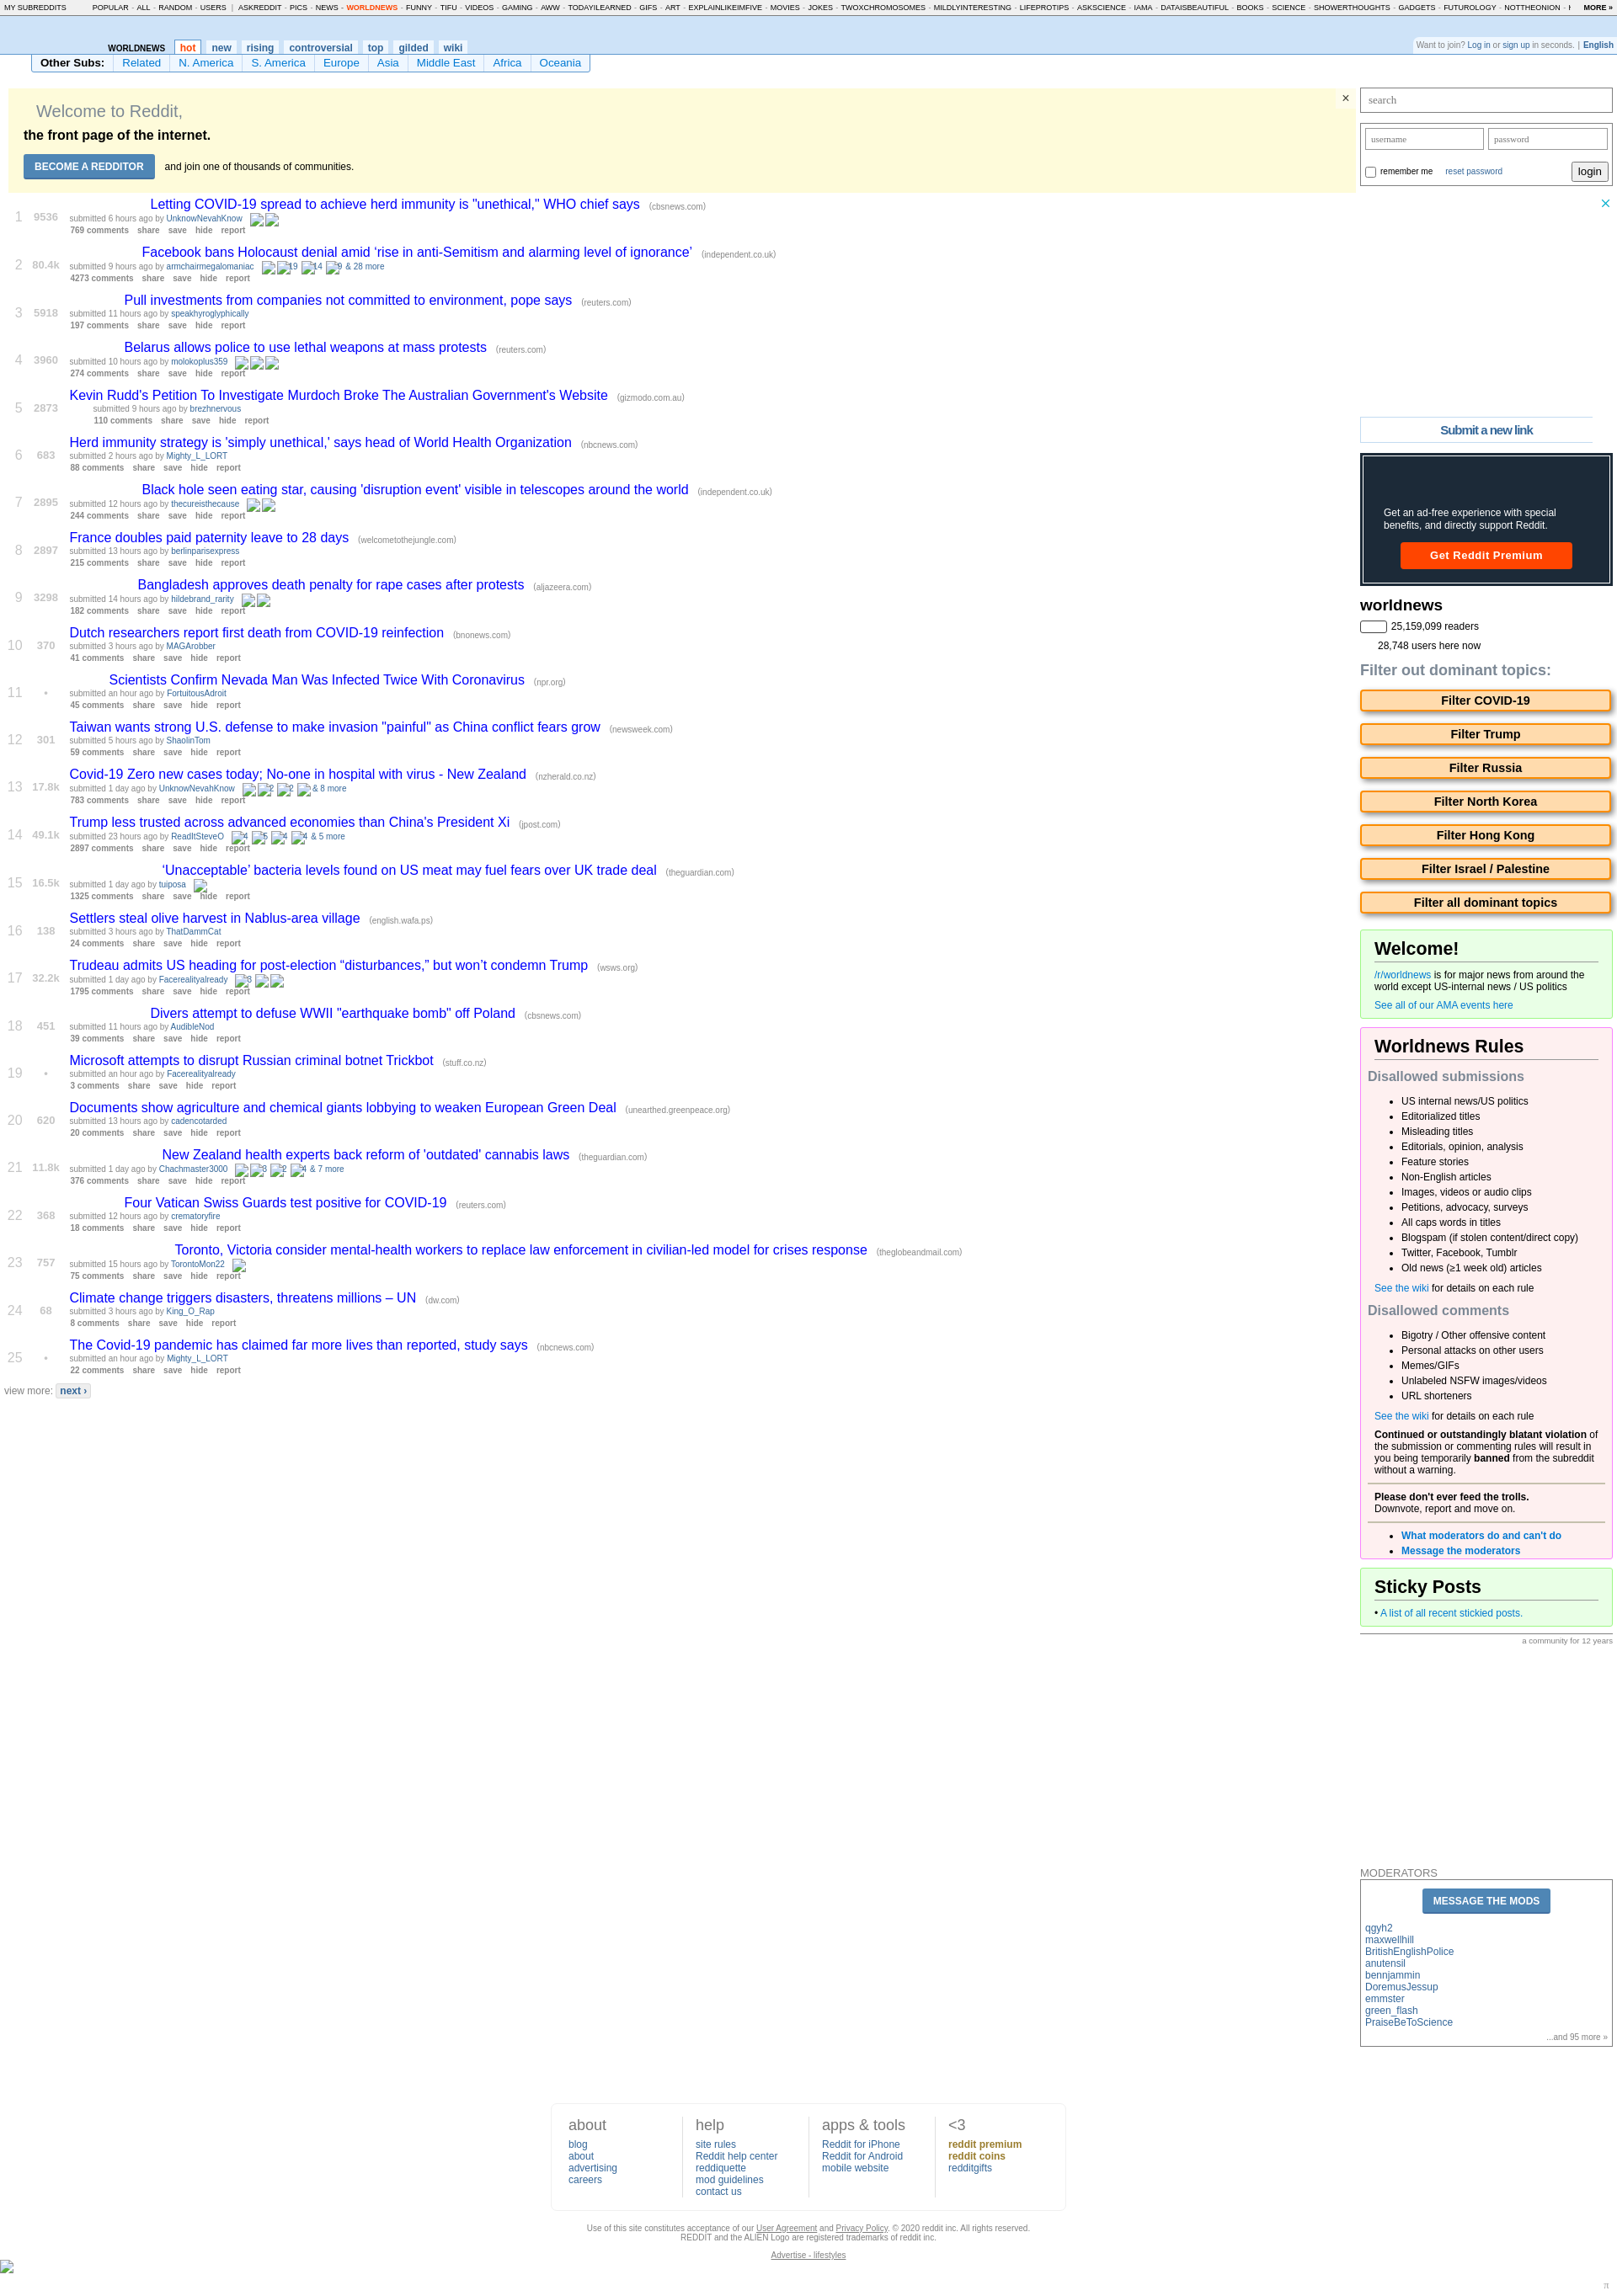 MY SUBREDDITS POPULAR - ALL - RANDOM - USERS | ASKREDDIT - PICS - NEWS - WORLDNEWS - FUNNY - TIFU - VIDEOS - GAMING - AWW - TODAYILEARNED - GIFS - ART - EXPLAINLIKEIMFIVE - MOVIES - JOKES - TWOXCHROMOSOMES - MILDLYINTERESTING - LIFEPROTIPS - ASKSCIENCE - IAMA - DATAISBEAUTIFUL - BOOKS - SCIENCE - SHOWERTHOUGHTS - GADGETS - FUTUROLOGY - NOTTHEONION - MORE »
WORLDNEWS hot new rising controversial top gilded wiki
Want to join? Log in or sign up in seconds. | English
Other Subs: Related N. America S. America Europe Asia Middle East Africa Oceania
Welcome to Reddit,
the front page of the internet.
BECOME A REDDITOR and join one of thousands of communities.
×
1 9536 Letting COVID-19 spread to achieve herd immunity is "unethical," WHO chief says (cbsnews.com)
submitted 6 hours ago by UnknowNevahKnow
769 comments share save hide report
2 80.4k Facebook bans Holocaust denial amid ‘rise in anti-Semitism and alarming level of ignorance’ (independent.co.uk)
submitted 9 hours ago by armchairmegalomaniac 19 14 9 & 28 more
4273 comments share save hide report
3 5918 Pull investments from companies not committed to environment, pope says (reuters.com)
submitted 11 hours ago by speakhyroglyphically
197 comments share save hide report
4 3960 Belarus allows police to use lethal weapons at mass protests (reuters.com)
submitted 10 hours ago by molokoplus359
274 comments share save hide report
5 2873 Kevin Rudd's Petition To Investigate Murdoch Broke The Australian Government's Website (gizmodo.com.au)
submitted 9 hours ago by brezhnervous
110 comments share save hide report
6 683 Herd immunity strategy is 'simply unethical,' says head of World Health Organization (nbcnews.com)
submitted 2 hours ago by Mighty_L_LORT
88 comments share save hide report
7 2895 Black hole seen eating star, causing 'disruption event' visible in telescopes around the world (independent.co.uk)
submitted 12 hours ago by thecureisthecause
244 comments share save hide report
8 2897 France doubles paid paternity leave to 28 days (welcometothejungle.com)
submitted 13 hours ago by berlinparisexpress
215 comments share save hide report
9 3298 Bangladesh approves death penalty for rape cases after protests (aljazeera.com)
submitted 14 hours ago by hildebrand_rarity
182 comments share save hide report
10 370 Dutch researchers report first death from COVID-19 reinfection (bnonews.com)
submitted 3 hours ago by MAGArobber
41 comments share save hide report
11 • Scientists Confirm Nevada Man Was Infected Twice With Coronavirus (npr.org)
submitted an hour ago by FortuitousAdroit
45 comments share save hide report
12 301 Taiwan wants strong U.S. defense to make invasion "painful" as China conflict fears grow (newsweek.com)
submitted 5 hours ago by ShaolinTom
59 comments share save hide report
13 17.8k Covid-19 Zero new cases today; No-one in hospital with virus - New Zealand (nzherald.co.nz)
submitted 1 day ago by UnknowNevahKnow 2 2 & 8 more
783 comments share save hide report
14 49.1k Trump less trusted across advanced economies than China's President Xi (jpost.com)
submitted 23 hours ago by ReadItSteveO 4 5 4 4 & 5 more
2897 comments share save hide report
15 16.5k ‘Unacceptable’ bacteria levels found on US meat may fuel fears over UK trade deal (theguardian.com)
submitted 1 day ago by tuiposa
1325 comments share save hide report
16 138 Settlers steal olive harvest in Nablus-area village (english.wafa.ps)
submitted 3 hours ago by ThatDammCat
24 comments share save hide report
17 32.2k Trudeau admits US heading for post-election “disturbances,” but won’t condemn Trump (wsws.org)
submitted 1 day ago by Facerealityalready 3
1795 comments share save hide report
18 451 Divers attempt to defuse WWII "earthquake bomb" off Poland (cbsnews.com)
submitted 11 hours ago by AudibleNod
39 comments share save hide report
19 • Microsoft attempts to disrupt Russian criminal botnet Trickbot (stuff.co.nz)
submitted an hour ago by Facerealityalready
3 comments share save hide report
20 620 Documents show agriculture and chemical giants lobbying to weaken European Green Deal (unearthed.greenpeace.org)
submitted 13 hours ago by cadencotarded
20 comments share save hide report
21 11.8k New Zealand health experts back reform of 'outdated' cannabis laws (theguardian.com)
submitted 1 day ago by Chachmaster3000 3 2 4 & 7 more
376 comments share save hide report
22 368 Four Vatican Swiss Guards test positive for COVID-19 (reuters.com)
submitted 12 hours ago by crematoryfire
18 comments share save hide report
23 757 Toronto, Victoria consider mental-health workers to replace law enforcement in civilian-led model for crises response (theglobeandmail.com)
submitted 15 hours ago by TorontoMon22
75 comments share save hide report
24 68 Climate change triggers disasters, threatens millions – UN (dw.com)
submitted 3 hours ago by King_O_Rap
8 comments share save hide report
25 • The Covid-19 pandemic has claimed far more lives than reported, study says (nbcnews.com)
submitted an hour ago by Mighty_L_LORT
22 comments share save hide report
view more: next ›
search
username password
remember me reset password login
×
Submit a new link
Get an ad-free experience with special
benefits, and directly support Reddit.
Get Reddit Premium
worldnews
25,159,099 readers
28,748 users here now
Filter out dominant topics:
Filter COVID-19
Filter Trump
Filter Russia
Filter North Korea
Filter Hong Kong
Filter Israel / Palestine
Filter all dominant topics
Welcome!
/r/worldnews is for major news from around the
world except US-internal news / US politics
See all of our AMA events here
Worldnews Rules
Disallowed submissions
• US internal news/US politics
• Editorialized titles
• Misleading titles
• Editorials, opinion, analysis
• Feature stories
• Non-English articles
• Images, videos or audio clips
• Petitions, advocacy, surveys
• All caps words in titles
• Blogspam (if stolen content/direct copy)
• Twitter, Facebook, Tumblr
• Old news (≥1 week old) articles
See the wiki for details on each rule
Disallowed comments
• Bigotry / Other offensive content
• Personal attacks on other users
• Memes/GIFs
• Unlabeled NSFW images/videos
• URL shorteners
See the wiki for details on each rule
Continued or outstandingly blatant violation of
the submission or commenting rules will result in
you being temporarily banned from the subreddit
without a warning.
Please don't ever feed the trolls.
Downvote, report and move on.
• What moderators do and can't do
• Message the moderators
Sticky Posts
• A list of all recent stickied posts.
a community for 12 years
MODERATORS
MESSAGE THE MODS
qgyh2
maxwellhill
BritishEnglishPolice
anutensil
bennjammin
DoremusJessup
emmster
green_flash
PraiseBeToScience
...and 95 more »
about
blog
about
advertising
careers
help
site rules
Reddit help center
reddiquette
mod guidelines
contact us
apps & tools
Reddit for iPhone
Reddit for Android
mobile website
<3
reddit premium
reddit coins
redditgifts
Use of this site constitutes acceptance of our User Agreement and Privacy Policy. © 2020 reddit inc. All rights reserved.
REDDIT and the ALIEN Logo are registered trademarks of reddit inc.
Advertise - lifestyles
π